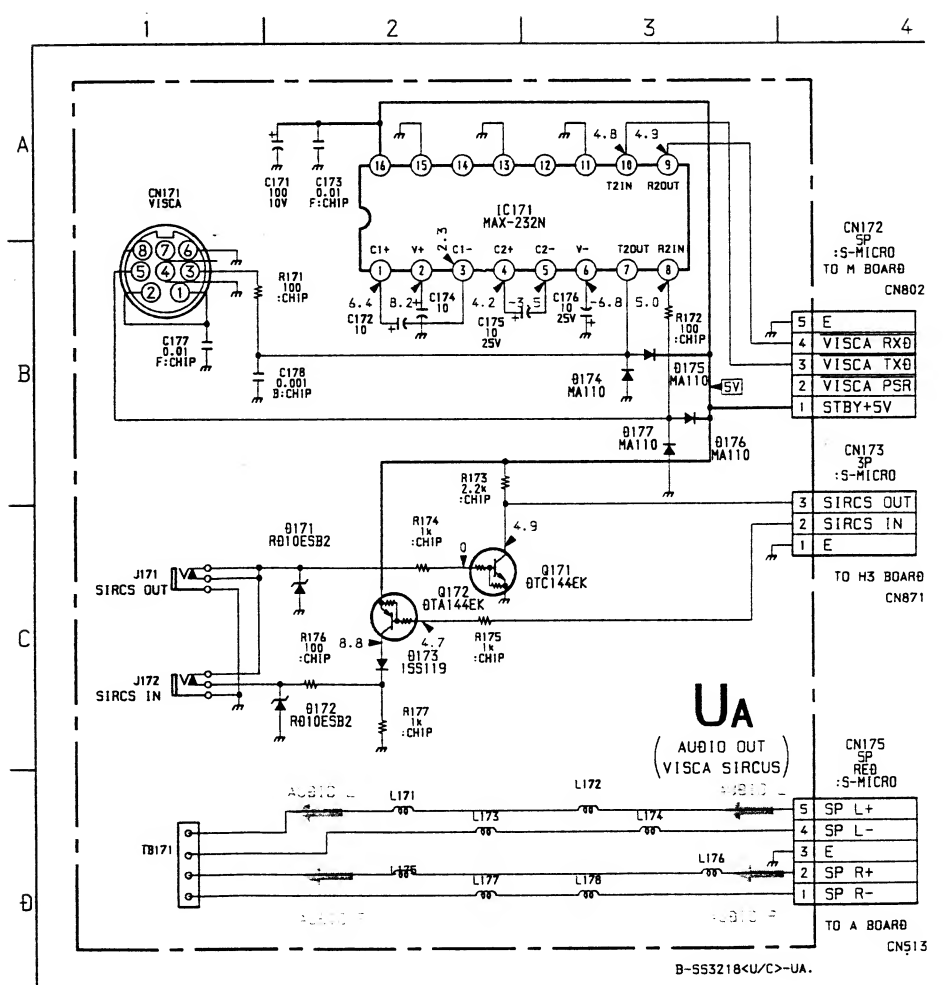 1 2 3 4
A
B
C
D
CN171
VISCA
8 7 6
5 4 3
2 1
C171
100
10V
C173
0.01
F:CHIP
16 15 14 13 12 11 10 9
4.8 4.9
T2IN R2OUT
IC171
MAX-232N
C1+ V+ C1- C2+ C2- V- T2OUT R2IN
1 2 3 4 5 6 7 8
2.3
6.4 8.2 4.2 -3.5 -6.8 5.0
C172
10
C174
10
C175
10
25V
C176
10
25V
R171
100
:CHIP
R172
100
:CHIP
C177
0.01
F:CHIP
C178
0.001
B:CHIP
D174
MA110
D175
MA110
D177
MA110
D176
MA110
5V
CN172
5P
:S-MICRO
TO M BOARD
CN802
5 E
4 VISCA RXD
3 VISCA TXD
2 VISCA PSR
1 STBY+5V
CN173
3P
:S-MICRO
3 SIRCS OUT
2 SIRCS IN
1 E
TO H3 BOARD
CN871
R173
2.2k
:CHIP
4.9
R174
1k
:CHIP
0
Q171
DTC144EK
Q172
DTA144EK
D171
RD10ESB2
J171
SIRCS OUT
R175
1k
:CHIP
4.7
8.8
D173
1SS119
R176
100
:CHIP
J172
SIRCS IN
D172
RD10ESB2
R177
1k
:CHIP
UA
(AUDIO OUT
VISCA SIRCUS)
CN175
5P
RED
:S-MICRO
5 SP L+
4 SP L-
3 E
2 SP R+
1 SP R-
TO A BOARD
CN513
AUDIO L
AUDIO L
L171 L172
L173 L174
TB171
L175 L176
L177 L178
AUDIO R
AUDIO R
B-SS3218<U/C>-UA.